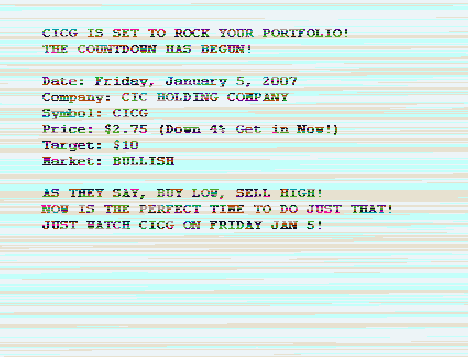 CICG IS SET TO ROCK YOUR PORTFOLIO!
THE COUNTDOWN HAS BEGUN!
Date: Friday, January 5, 2007
Company: CIC HOLDING COMPANY
Symbol: CICG
Price: $2.75 (Down 4% Get in Now!)
Target: $10
Market: BULLISH
AS THEY SAY, BUY LOW, SELL HIGH!
NOW IS THE PERFECT TIME TO DO JUST THAT!
JUST WATCH CICG ON FRIDAY JAN 5!